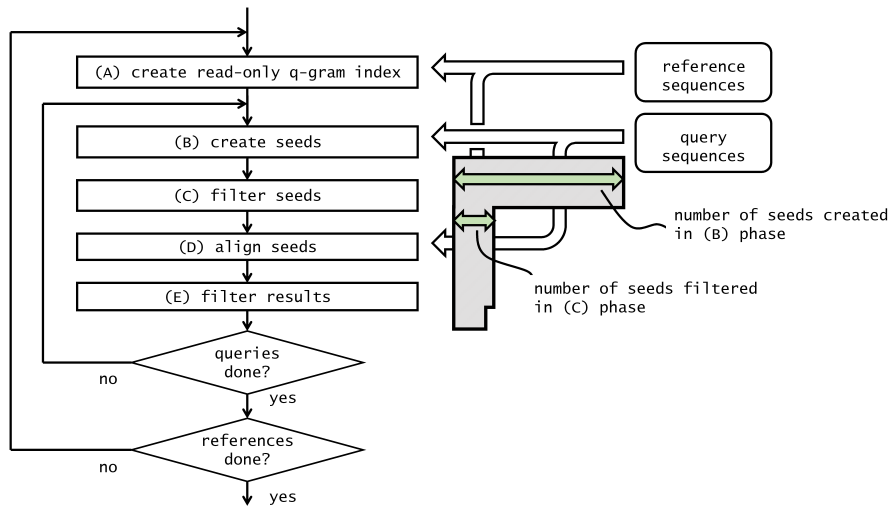 (A) create read-only q-gram index
reference
sequences
(B) create seeds
query
sequences
(C) filter seeds
number of seeds created
in (B) phase
(D) align seeds
number of seeds filtered
in (C) phase
(E) filter results
queries
done?
no
yes
references
done?
no
yes